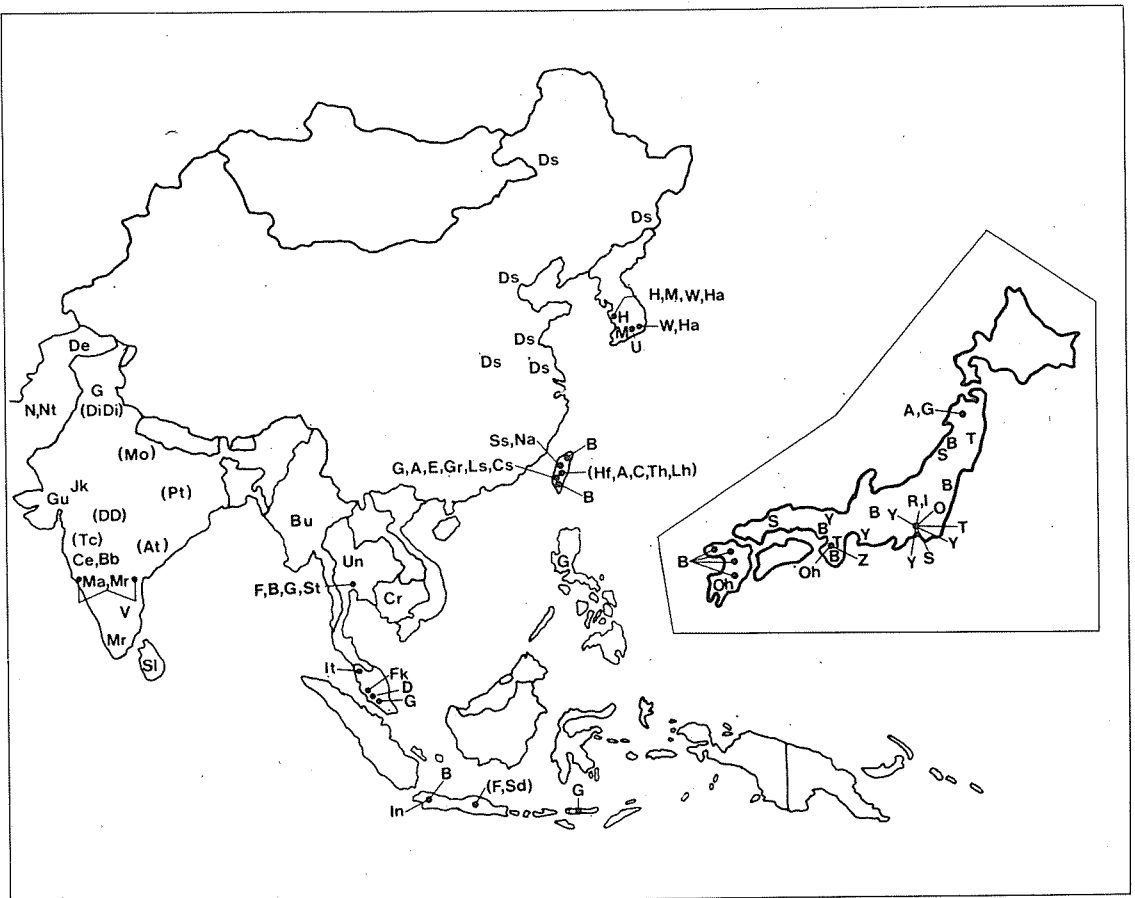 Ds
Ds
Ds
H,M,W,Ha
H
M
W,Ha
U
Ds
Ds
Ds
De
G
N,Nt
(DiDi)
(Mo)
Jk
Gu
(Pt)
(DD)
(Tc)
(At)
Ce,Bb
Ma,Mr
V
Mr
Sl
Bu
Un
Cr
F,B,G,St
Ss,Na
B
G,A,E,Gr,Ls,Cs
(Hf,A,C,Th,Lh)
B
G
It
Fk
D
G
B
(F,Sd)
In
G
A,G
T
B
S
B
R,I
O
B
Y
T
Y
S
Y
S
Y
B
T
Y
B
Z
Oh
B
Oh